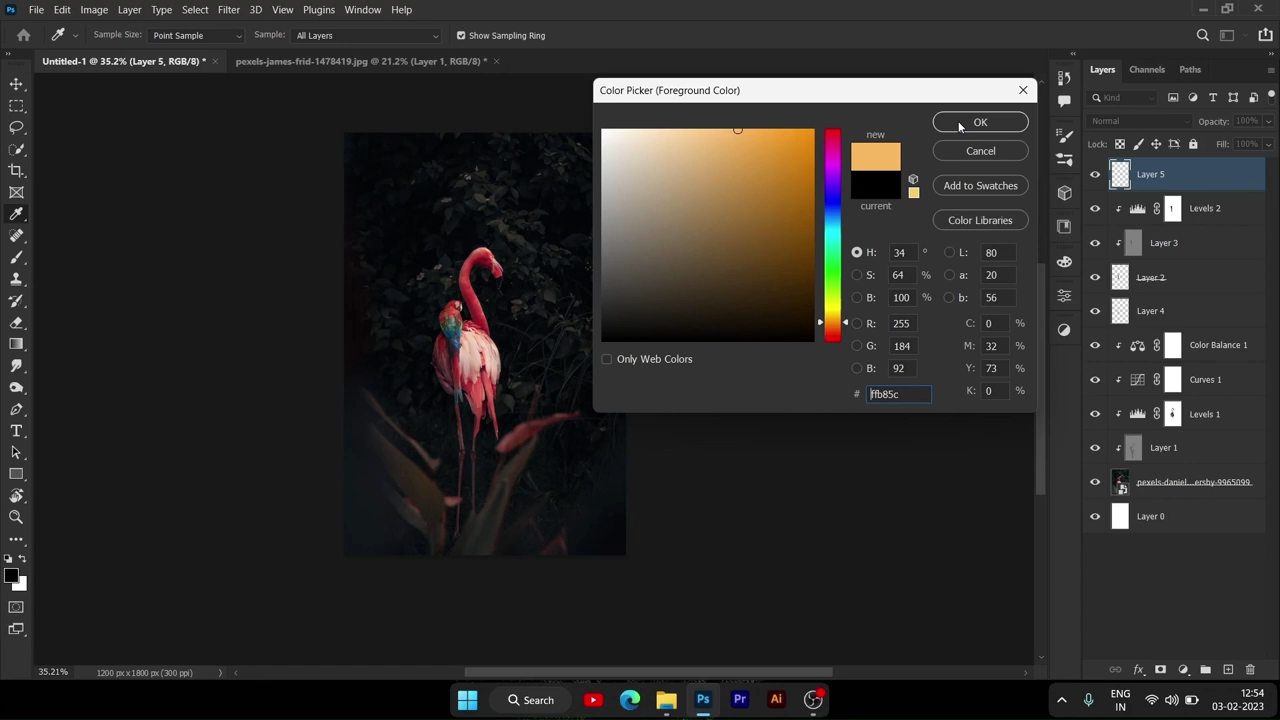 File Edit Image Layer Type Select Filter 3D View Plugins Window Help
Sample Size: Point Sample Sample: All Layers Show Sampling Ring
Untitled-1 @ 35.2% (Layer 5, RGB/8) * × pexels-james-frid-1478419.jpg @ 21.2% (Layer 1, RGB/8) * ×
Color Picker (Foreground Color)
new
current
OK
Cancel
Add to Swatches
Color Libraries
H: 34 ° L: 80
S: 64 % a: 20
B: 100 % b: 56
R: 255 C: 0 %
G: 184 M: 32 %
B: 92 Y: 73 %
# ffb85c K: 0 %
Only Web Colors
Layers Channels Paths
Kind
Normal Opacity: 100%
Lock: Fill: 100%
Layer 5
Levels 2
Layer 3
Layer 2
Layer 4
Color Balance 1
Curves 1
Levels 1
Layer 1
pexels-daniel...ersby-9965099
Layer 0
35.21% 1200 px x 1800 px (300 ppi)
Search
ENG
IN
12:54
03-02-2023